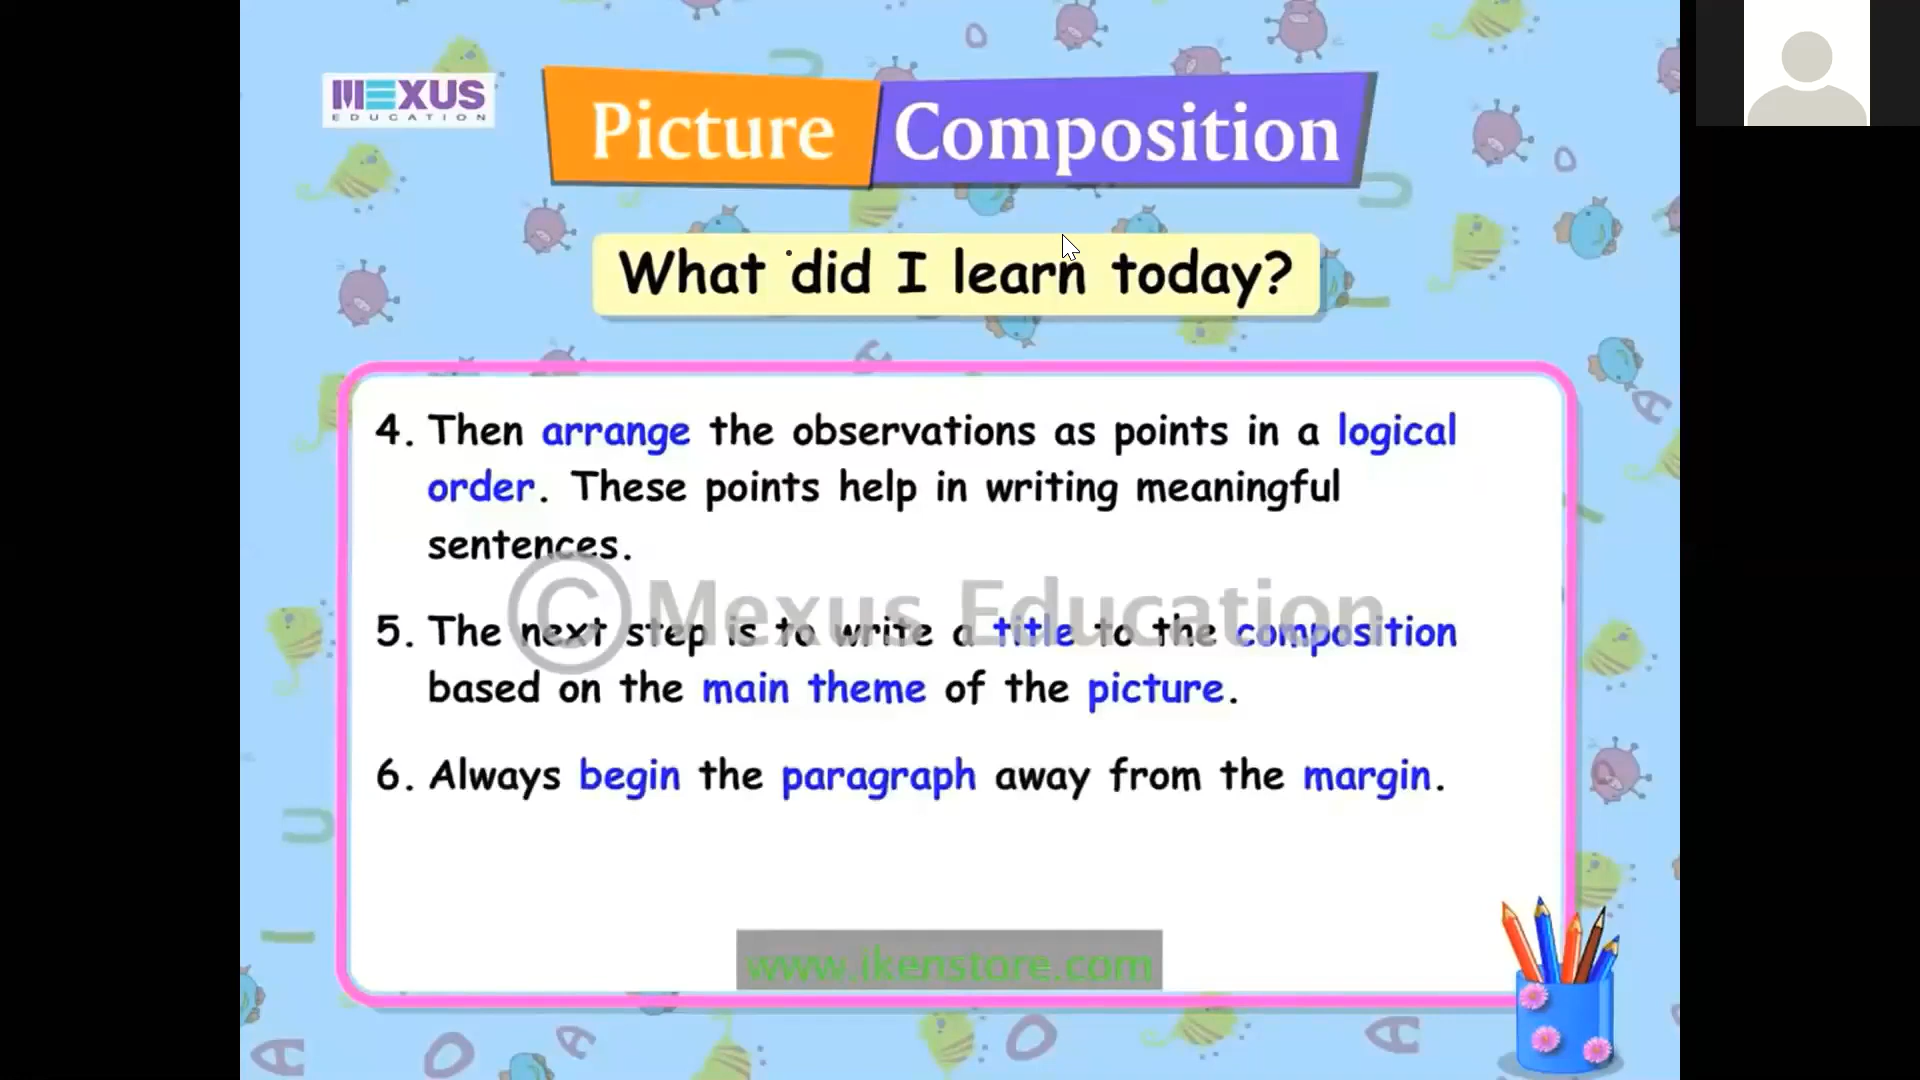 MEXUS
EDUCATION
Picture Composition
What did I learn today?
4. Then arrange the observations as points in a logical
order. These points help in writing meaningful
sentences.
©Mexus Education
5. The next step is to write a title to the composition
based on the main theme of the picture.
6. Always begin the paragraph away from the margin.
www.ikenstore.com